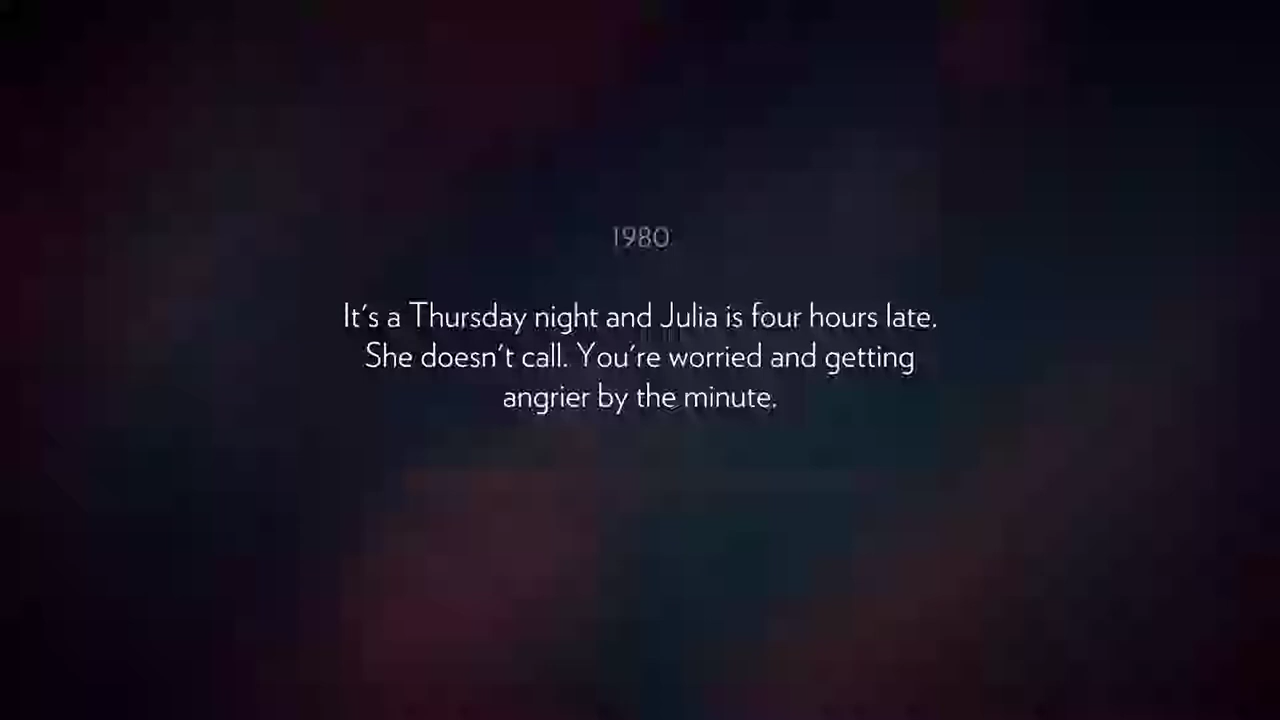 1980
It's a Thursday night and Julia is four hours late.
She doesn't call. You're worried and getting
angrier by the minute.